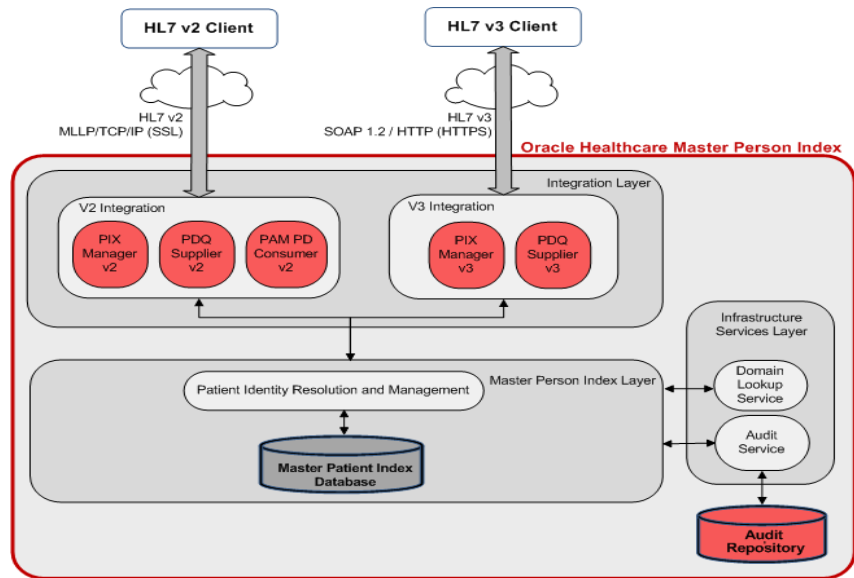 HL7 v2 Client
HL7 v3 Client
HL7 v2
MLLP/TCP/IP (SSL)
HL7 v3
SOAP 1.2 / HTTP (HTTPS)
Oracle Healthcare Master Person Index
Integration Layer
V2 Integration
PIX
Manager
v2
PDQ
Supplier
v2
PAM PD
Consumer
v2
V3 Integration
PIX
Manager
v3
PDQ
Supplier
v3
Infrastructure
Services Layer
Domain
Lookup
Service
Audit
Service
Audit
Repository
Master Person Index Layer
Patient Identity Resolution and Management
Master Patient Index
Database